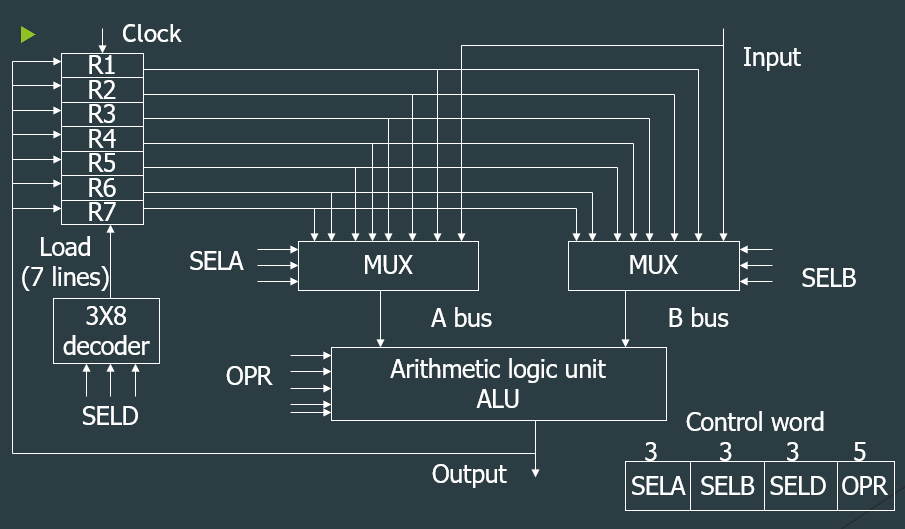 Clock
Input
R1
R2
R3
R4
R5
R6
R7
Load
(7 lines)
SELA
MUX
MUX
SELB
3X8
decoder
A bus
B bus
OPR
Arithmetic logic unit
ALU
SELD
Control word
3 3 3 5
Output
SELA SELB SELD OPR